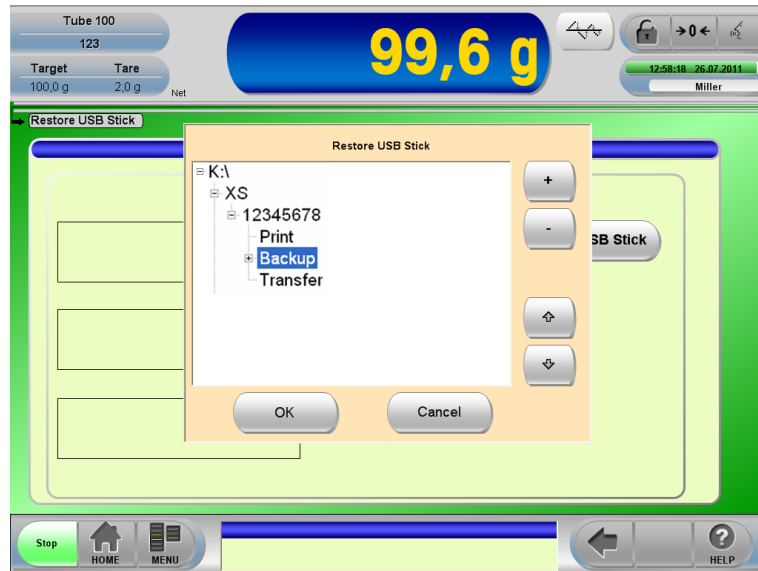 Tube 100
123
Target Tare
100,0 g 2,0 g
Net
99,6 g
→0←
12:58:18 26.07.2011
Miller
Restore USB Stick
Restore USB Stick
K:\
XS
12345678
Print
Backup
Transfer
+
-
SB Stick
OK Cancel
Stop
HOME
MENU
?
HELP